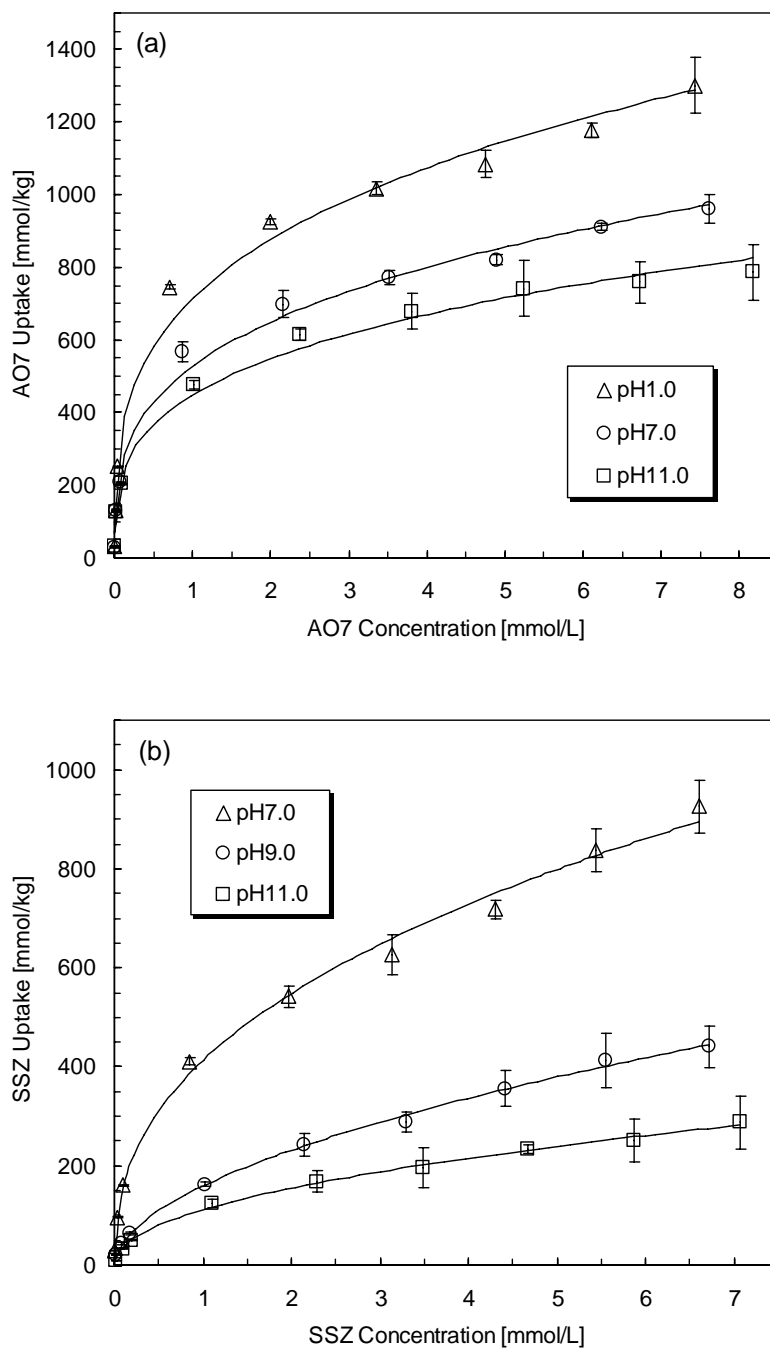 (a)
1400
1200
1000
800
600
400
200
0
AO7 Uptake [mmol/kg]
pH1.0
pH7.0
pH11.0
0 1 2 3 4 5 6 7 8
AO7 Concentration [mmol/L]
(b)
1000
800
600
400
200
0
SSZ Uptake [mmol/kg]
pH7.0
pH9.0
pH11.0
0 1 2 3 4 5 6 7
SSZ Concentration [mmol/L]